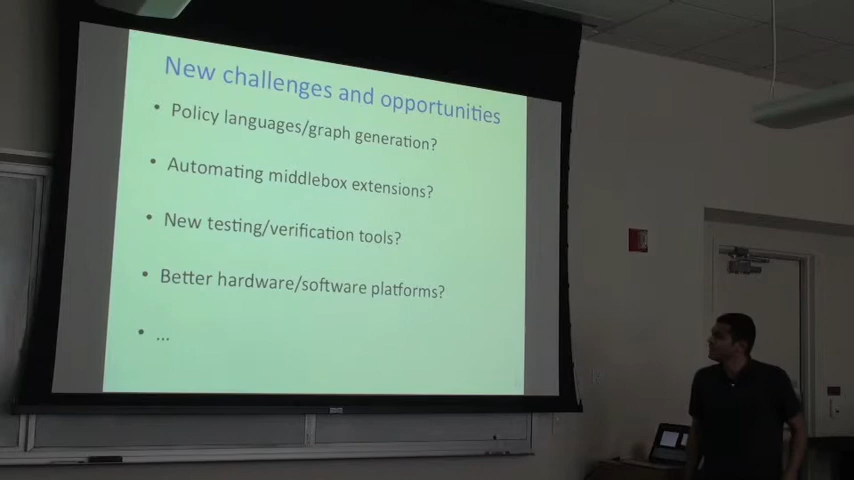 New challenges and opportunities
• Policy languages/graph generation?
• Automating middlebox extensions?
• New testing/verification tools?
• Better hardware/software platforms?
• ...